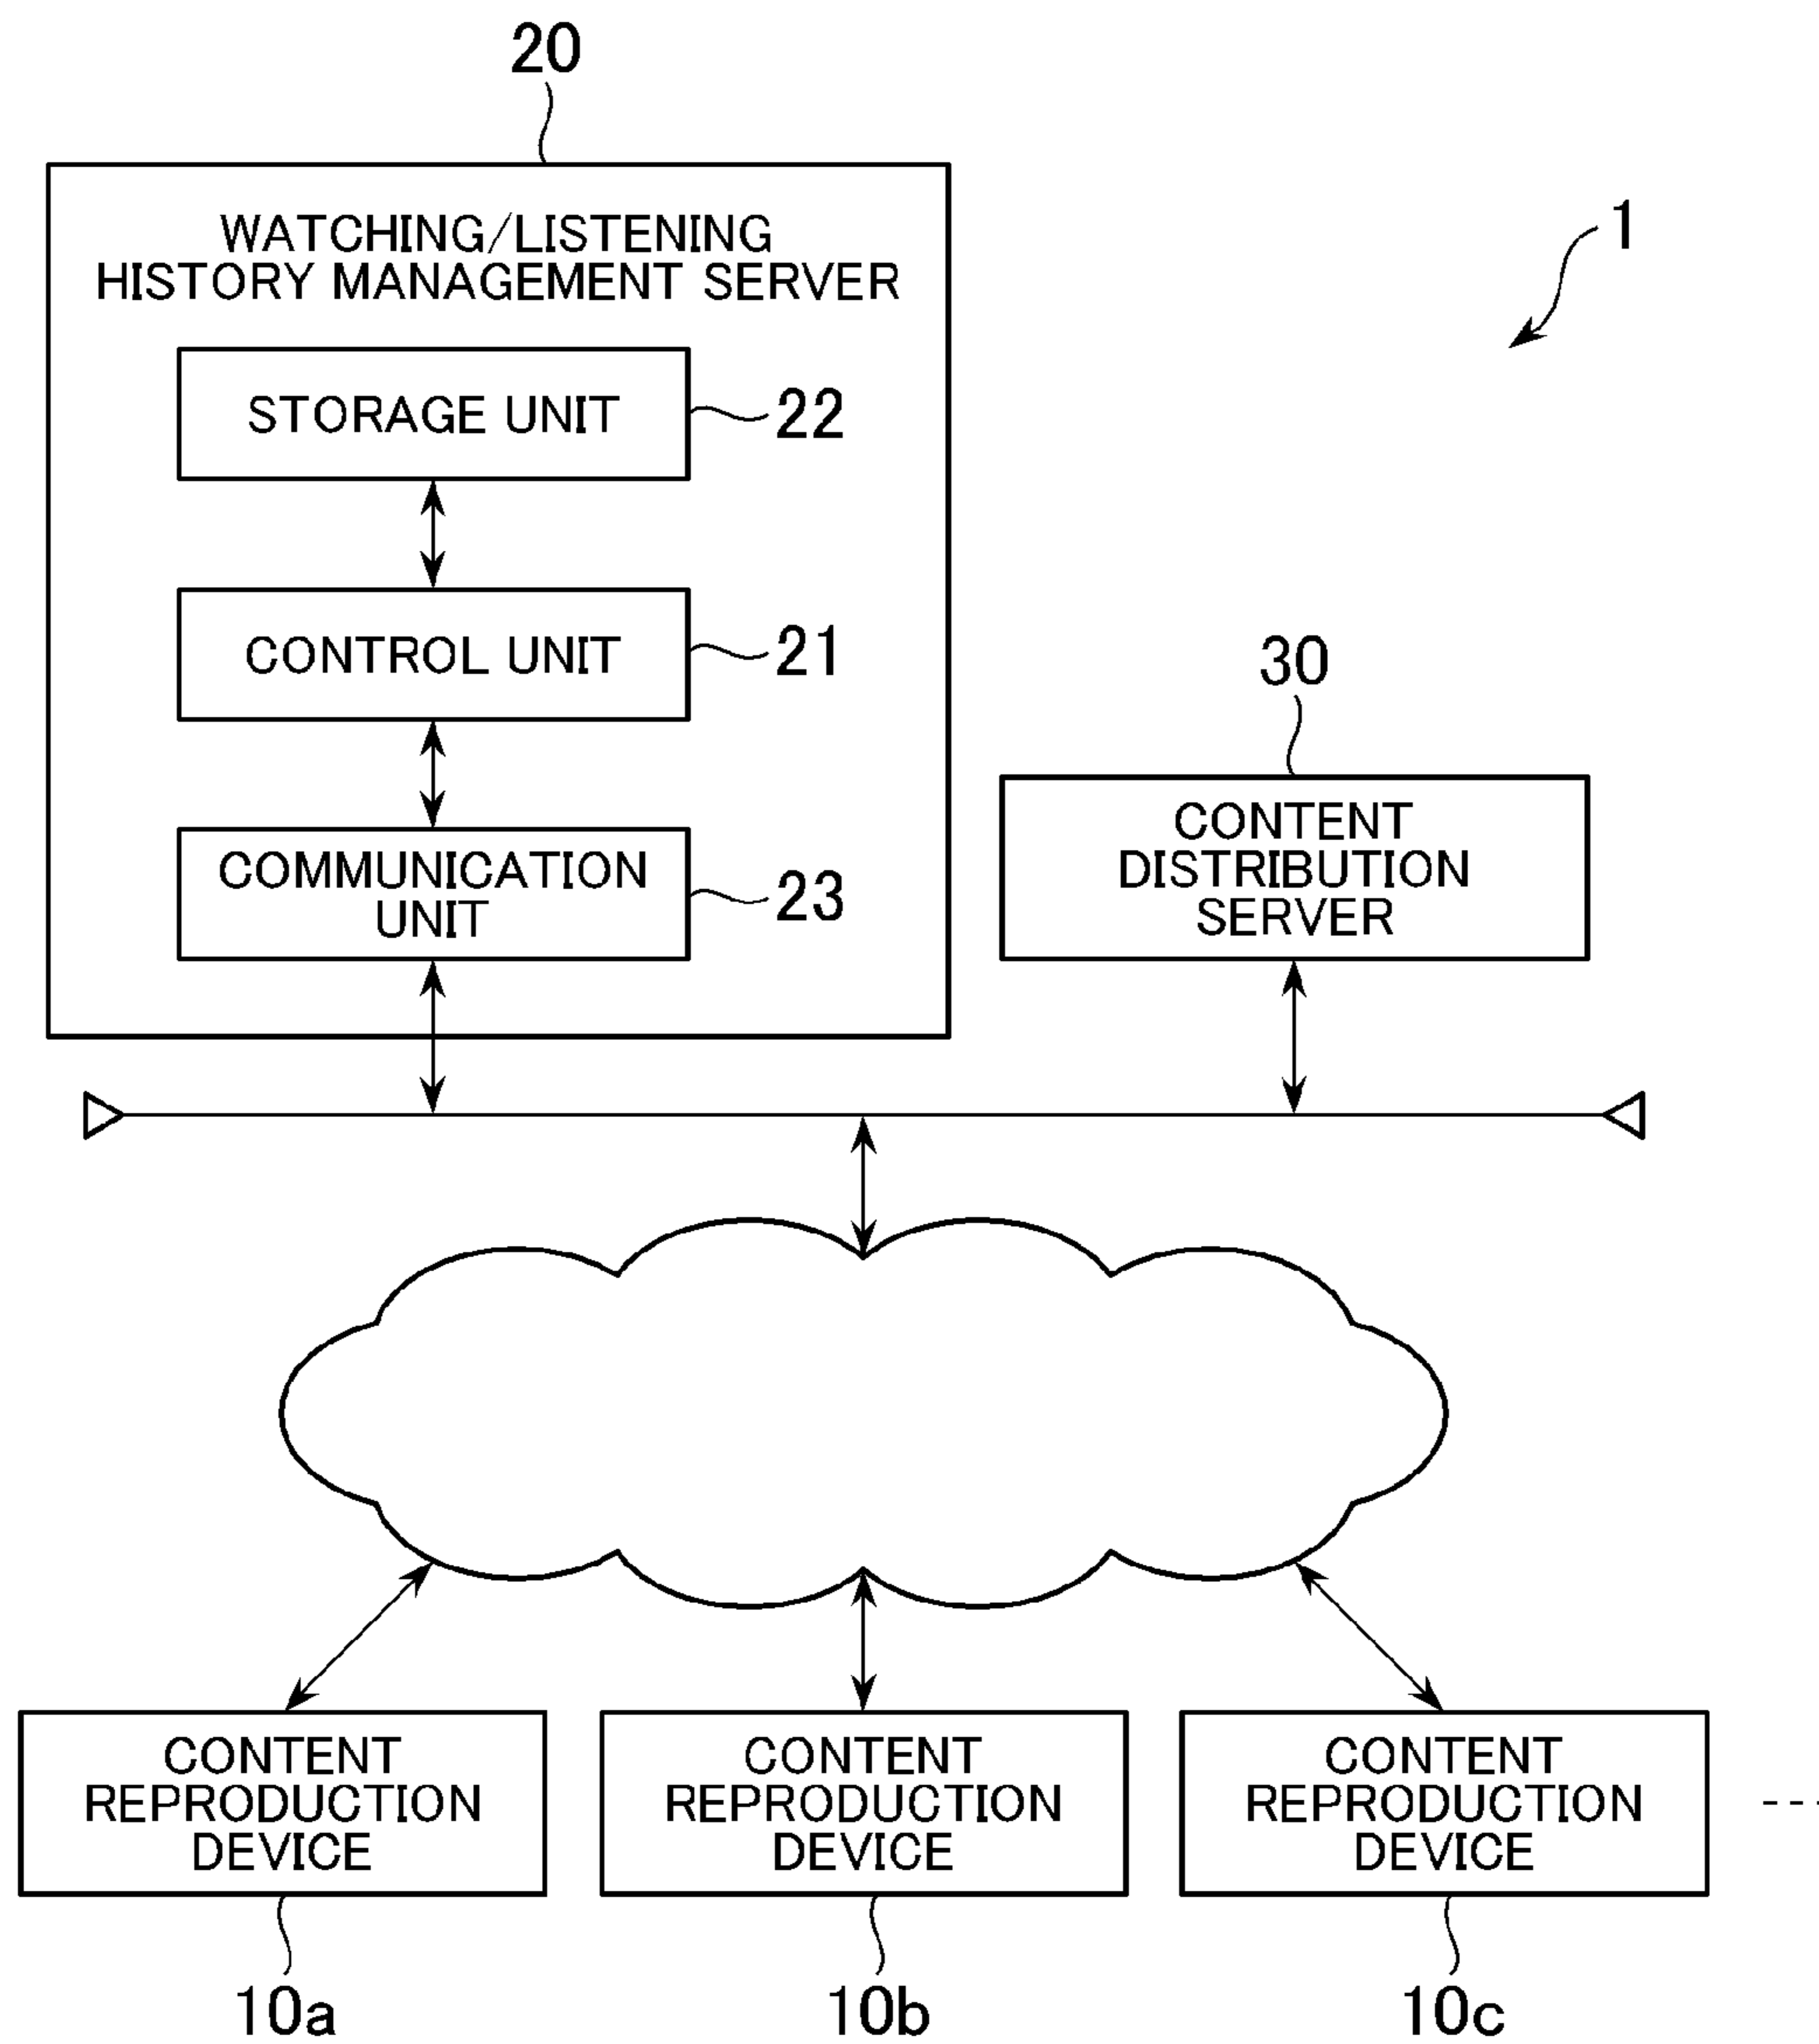 20
1
WATCHING/LISTENING
HISTORY MANAGEMENT SERVER
STORAGE UNIT
22
CONTROL UNIT
21
COMMUNICATION
UNIT
23
30
CONTENT
DISTRIBUTION
SERVER
CONTENT
REPRODUCTION
DEVICE
10a
CONTENT
REPRODUCTION
DEVICE
10b
CONTENT
REPRODUCTION
DEVICE
10c